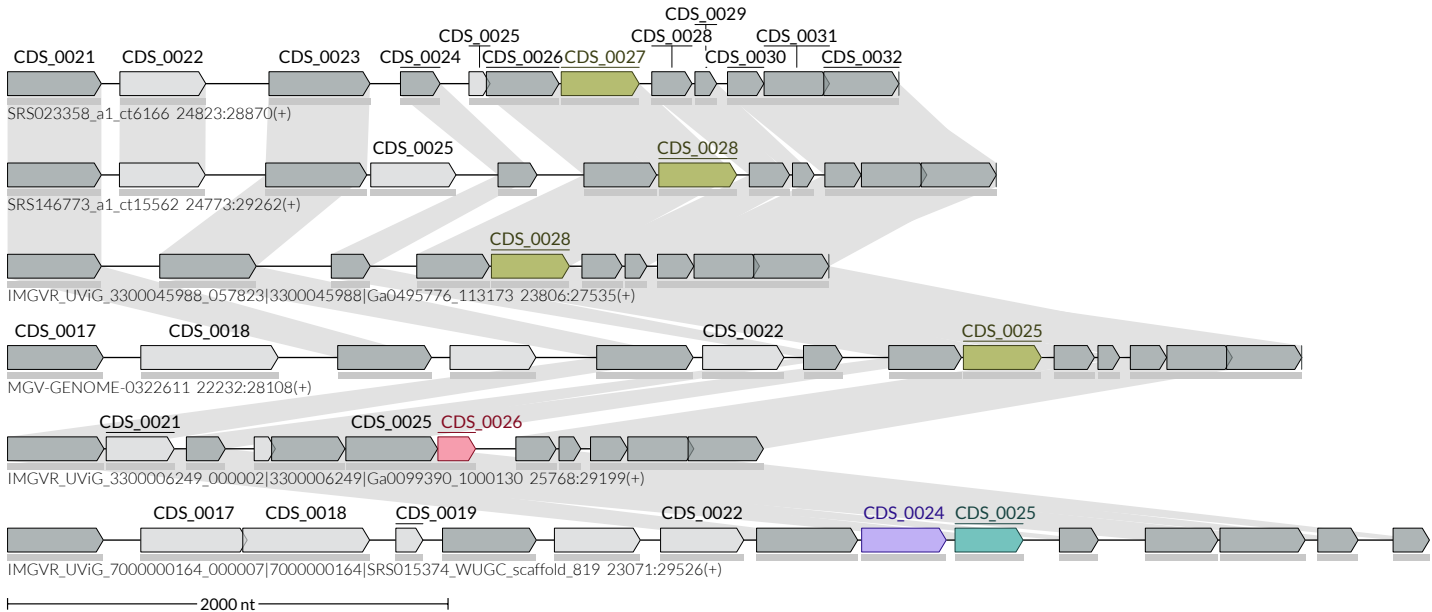 CDS_0029
CDS_0025 CDS_0028 CDS_0031
CDS_0021 CDS_0022 CDS_0023 CDS_0024 CDS_0026 CDS_0027 CDS_0030 CDS_0032
SRS023358_a1_ct6166 24823:28870(+)
CDS_0025 CDS_0028
SRS146773_a1_ct15562 24773:29262(+)
CDS_0028
IMGVR_UViG_3300045988_057823|3300045988|Ga0495776_113173 23806:27535(+)
CDS_0017 CDS_0018 CDS_0022 CDS_0025
MGV-GENOME-0322611 22232:28108(+)
CDS_0021 CDS_0025 CDS_0026
IMGVR_UViG_3300006249_000002|3300006249|Ga0099390_1000130 25768:29199(+)
CDS_0017 CDS_0018 CDS_0019 CDS_0022 CDS_0024 CDS_0025
IMGVR_UViG_7000000164_000007|7000000164|SRS015374_WUGC_scaffold_819 23071:29526(+)
2000 nt